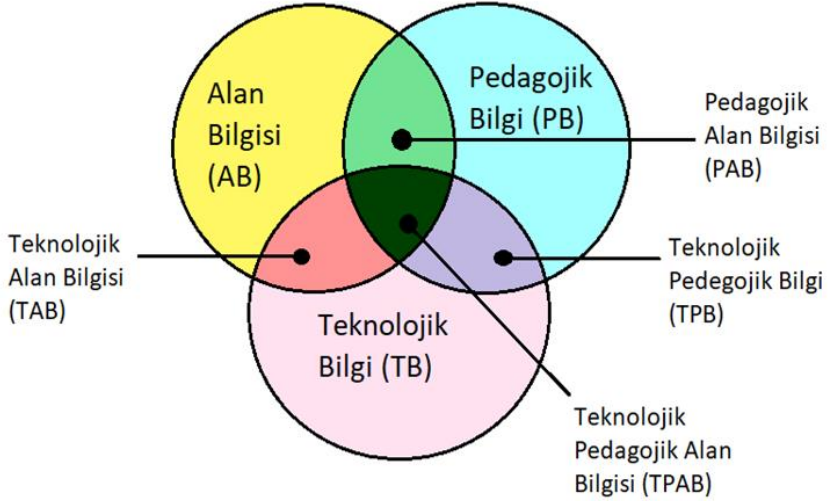 Alan
Bilgisi
(AB)
Pedagojik
Bilgi (PB)
Pedagojik
Alan Bilgisi
(PAB)
Teknolojik
Alan Bilgisi
(TAB)
Teknolojik
Pedegojik Bilgi
(TPB)
Teknolojik
Bilgi (TB)
Teknolojik
Pedagojik Alan
Bilgisi (TPAB)